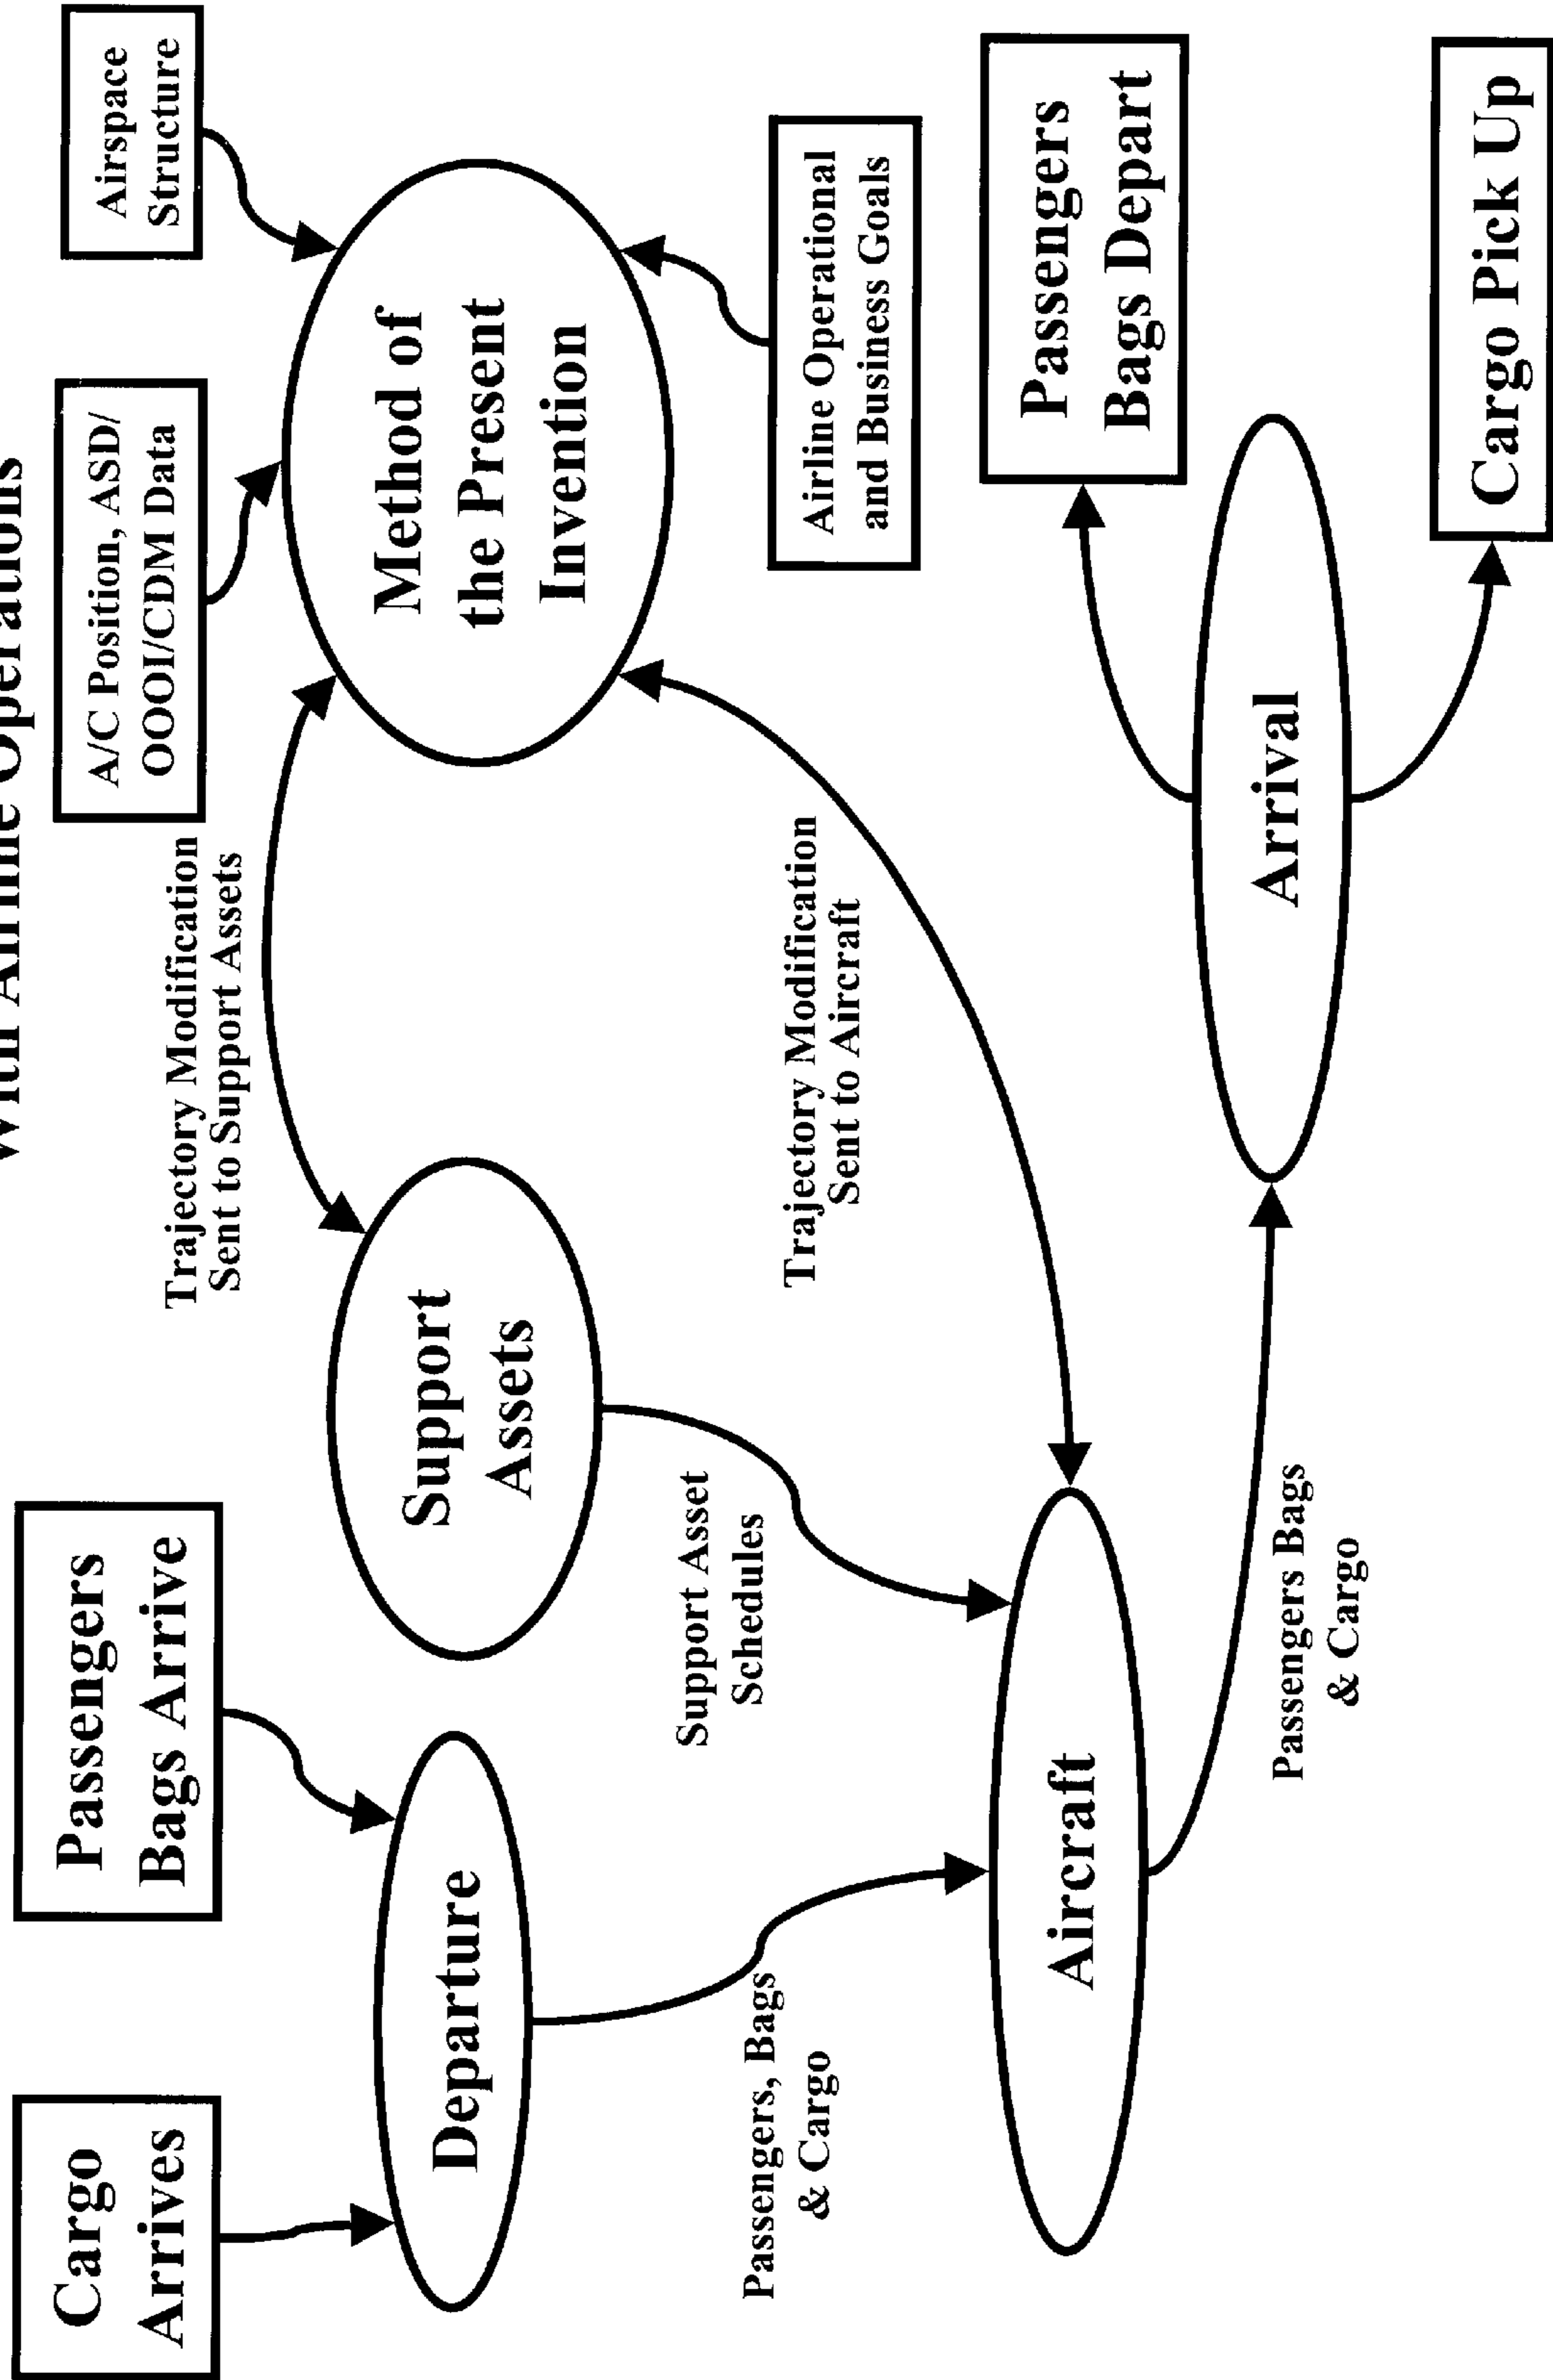 With Airline Operations
Cargo
Arrives
Passengers
Bags Arrive
A/C Position, ASD/
OOOI/CDM Data
Airspace
Structure
Trajectory Modification
Sent to Support Assets
Departure
Support
Assets
Method of
the Present
Invention
Support Asset
Schedules
Passengers, Bags
& Cargo
Trajectory Modification
Sent to Aircraft
Airline Operational
and Business Goals
Aircraft
Passengers
Bags Depart
Arrival
Passengers Bags
& Cargo
Cargo Pick Up